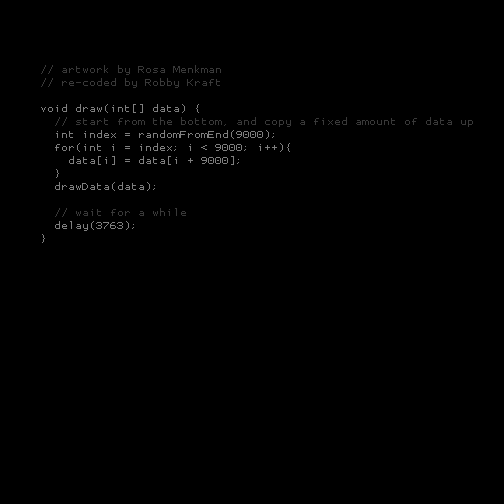 // artwork by Rosa Menkman
// re-coded by Robby Kraft

void draw(int[] data) {
  // start from the bottom, and copy a fixed amount of data up
  int index = randomFromEnd(9000);
  for(int i = index; i < 9000; i++){
    data[i] = data[i + 9000];
  }
  drawData(data);

  // wait for a while
  delay(3763);
}